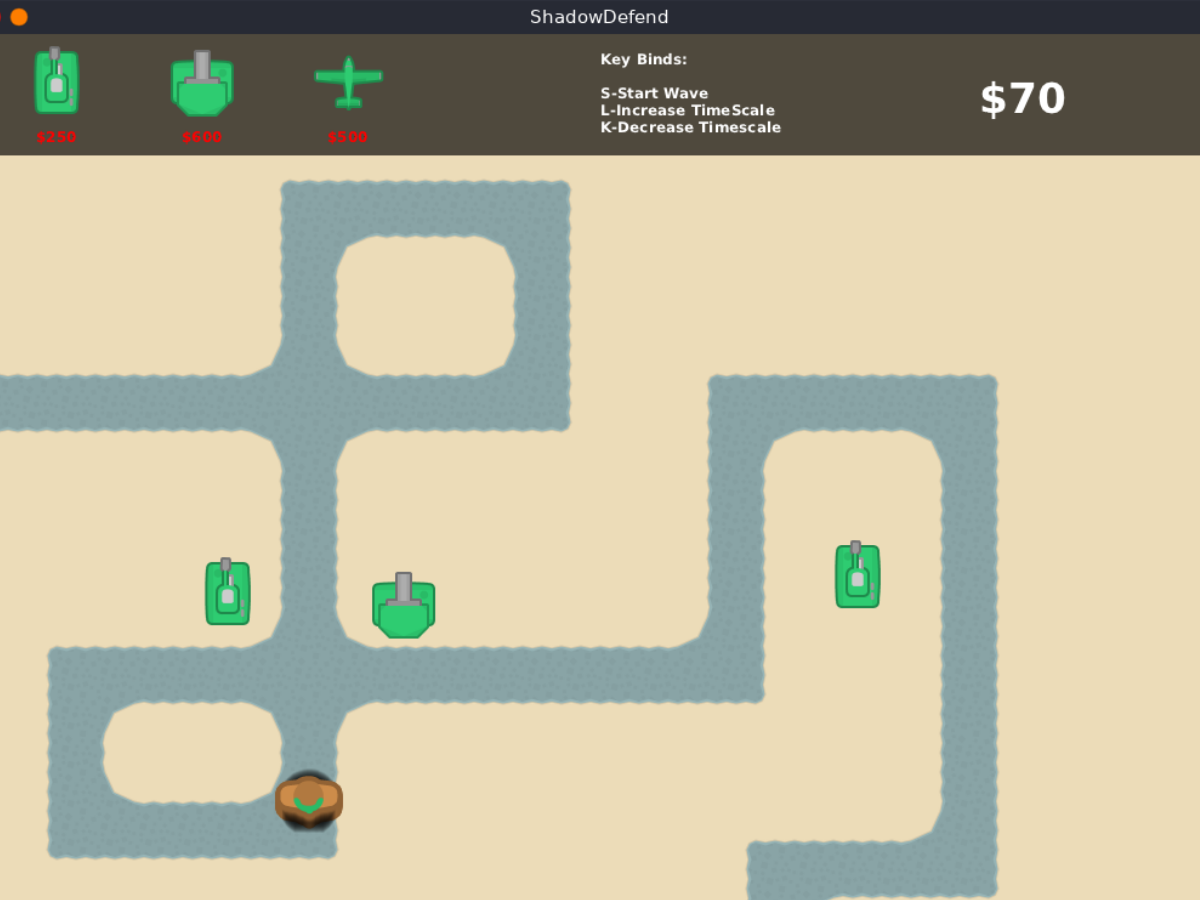 ShadowDefend
$250
$600
$500
Key Binds:
S-Start Wave
L-Increase TimeScale
K-Decrease Timescale
$70